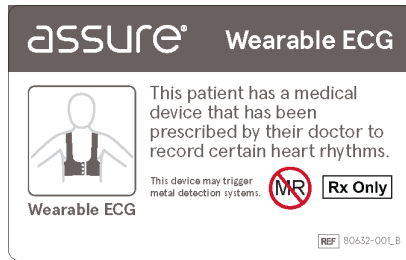 assure® Wearable ECG
This patient has a medical
device that has been
prescribed by their doctor to
record certain heart rhythms.
This device may trigger
metal detection systems.
MR
Rx Only
Wearable ECG
REF 80632-001_B